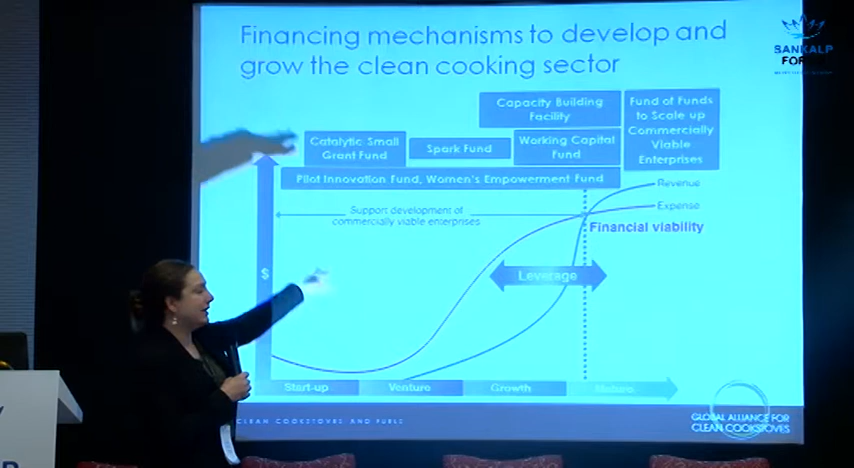 Financing mechanisms to develop and
grow the clean cooking sector
SANKALP
FORUM
Capacity Building
Facility
Fund of Funds
to Scale up
Commercially
Viable
Enterprises
Catalytic Small
Grant Fund
Spark Fund
Working Capital
Fund
Pilot Innovation Fund, Women's Empowerment Fund
Revenue
Expense
Support development of
commercially viable enterprises
Financial viability
$
Leverage
Start-up
Venture
Growth
Mature
CLEAN COOKSTOVES AND
GLOBAL ALLIANCE FOR
CLEAN COOKSTOVES